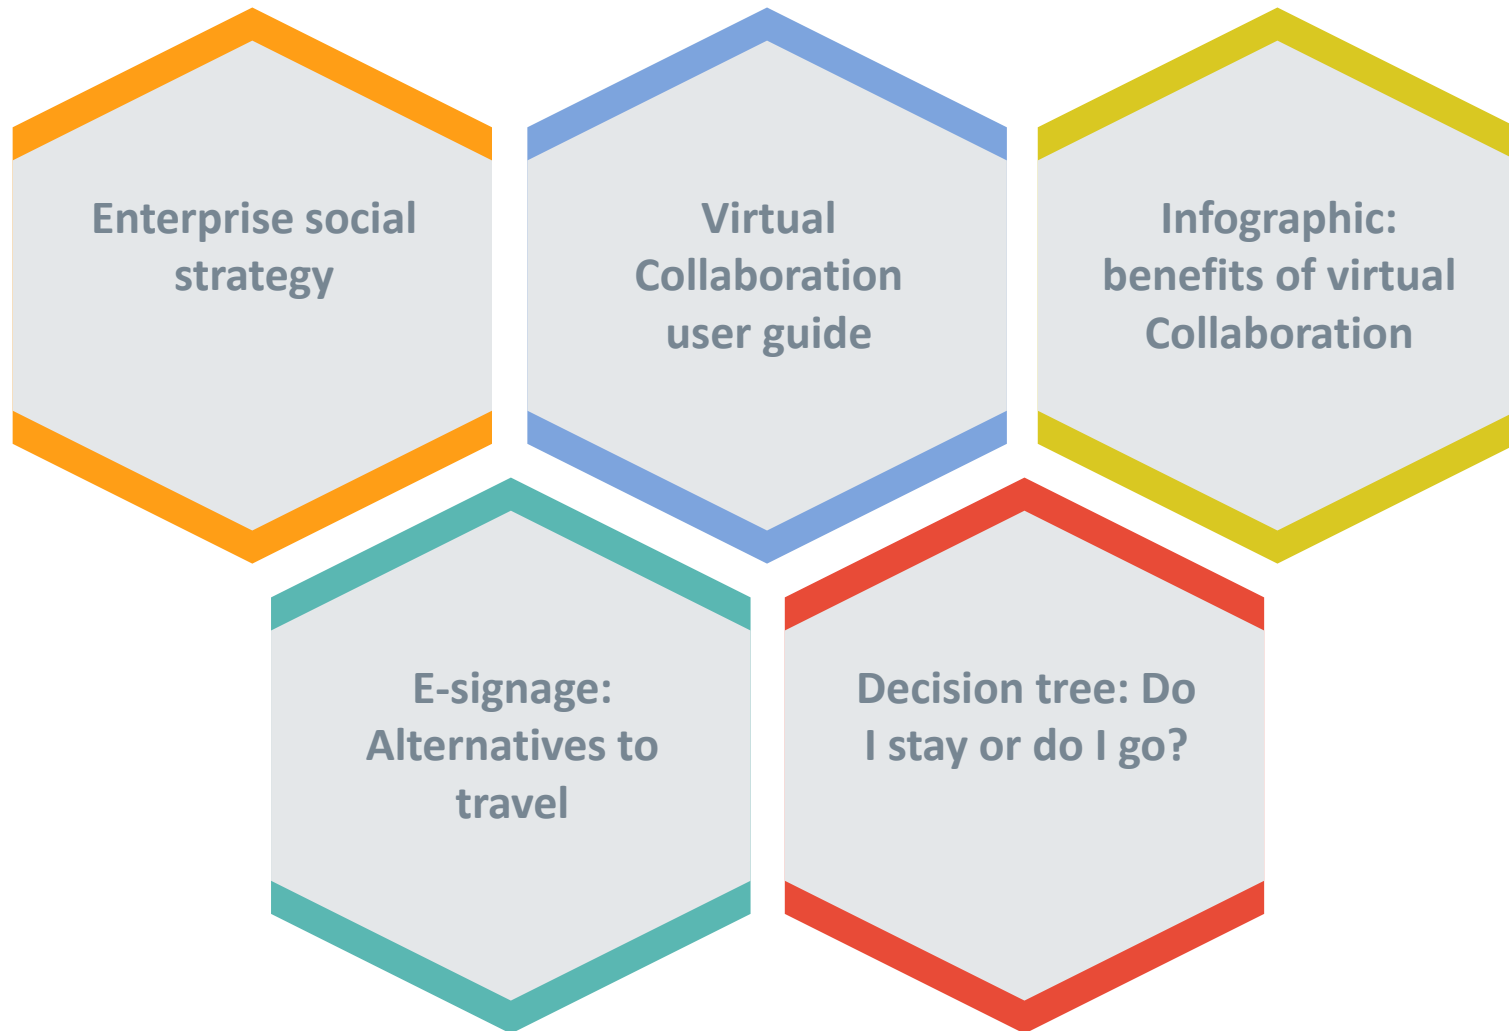 Enterprise social
strategy
Virtual
Collaboration
user guide
Infographic:
benefits of virtual
Collaboration
E-signage:
Alternatives to
travel
Decision tree: Do
I stay or do I go?